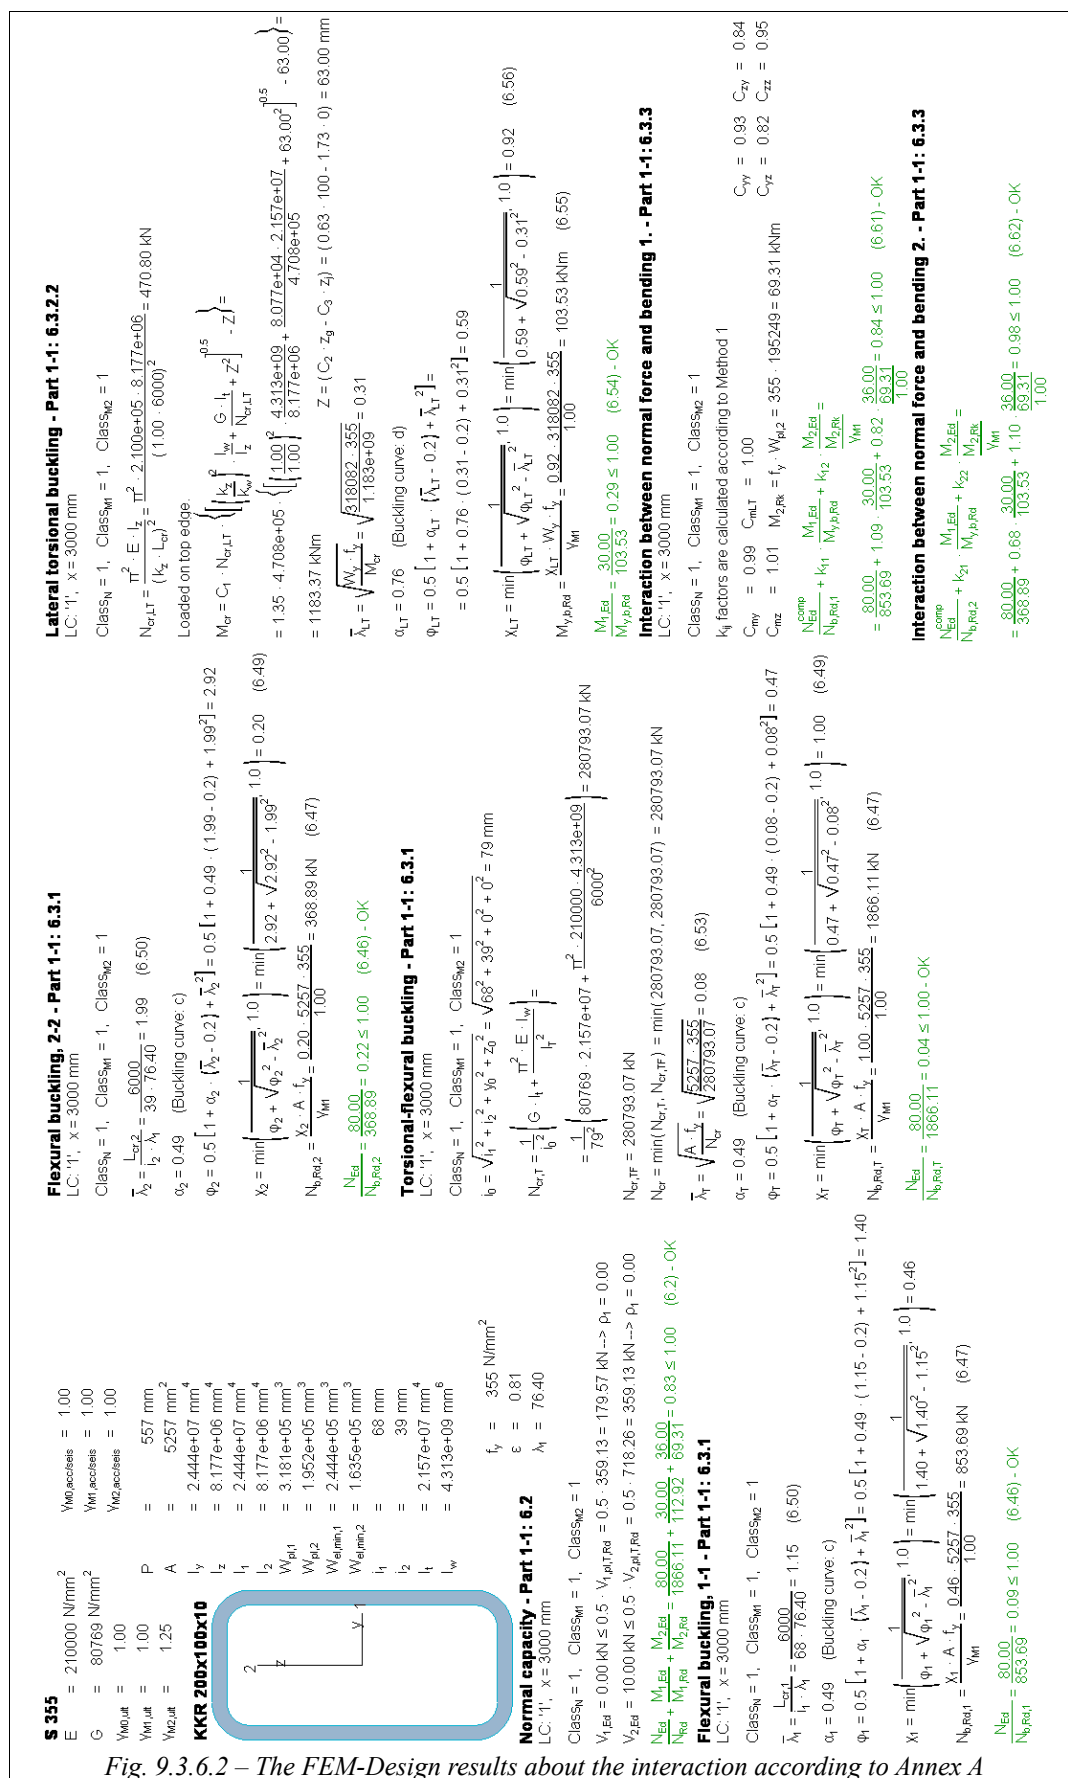 S 355
E = 210000 N/mm² γM0,acc/seis = 1.00
G = 80769 N/mm² γM1,acc/seis = 1.00
γM0,ult = 1.00 γM2,acc/seis = 1.00
γM1,ult = 1.00
γM2,ult = 1.25
KKR 200x100x10
2
z
y
1
P = 557 mm
A = 5257 mm²
Iy = 2.444e+07 mm⁴
Iz = 8.177e+06 mm⁴
I1 = 2.444e+07 mm⁴
I2 = 8.177e+06 mm⁴
Wpl,1 = 3.181e+05 mm³
Wpl,2 = 1.952e+05 mm³
Wel,min,1 = 2.444e+05 mm³
Wel,min,2 = 1.635e+05 mm³
i1 = 68 mm
i2 = 39 mm
It = 2.157e+07 mm⁴
Iw = 4.313e+09 mm⁶
fy = 355 N/mm²
ε = 0.81
λ1 = 76.40
Normal capacity - Part 1-1: 6.2
LC: '1', x = 3000 mm
ClassN = 1, ClassM1 = 1, ClassM2 = 1
V1,Ed = 0.00 kN ≤ 0.5 · V1,pl,T,Rd = 0.5 · 359.13 = 179.57 kN --> ρ1 = 0.00
V2,Ed = 10.00 kN ≤ 0.5 · V2,pl,T,Rd = 0.5 · 718.26 = 359.13 kN --> ρ1 = 0.00
NEd/NRd + M1,Ed/M1,Rd + M2,Ed/M2,Rd = 80.00/1866.11 + 30.00/112.92 + 36.00/69.31 = 0.83 ≤ 1.00 (6.2) - OK
Flexural buckling, 1-1 - Part 1-1: 6.3.1
LC: '1', x = 3000 mm
ClassN = 1, ClassM1 = 1, ClassM2 = 1
λ̄1 = Lcr,1/(i1 · λ1) = 6000/(68 · 76.40) = 1.15 (6.50)
α1 = 0.49 (Buckling curve: c)
φ1 = 0.5 [1 + α1 · (λ̄1 - 0.2) + λ̄1²] = 0.5 [1 + 0.49 · (1.15 - 0.2) + 1.15²] = 1.40
χ1 = min(1/(φ1 + √(φ1² - λ̄1²)), 1.0) = min(1/(1.40 + √(1.40² - 1.15²)), 1.0) = 0.46
Nb,Rd,1 = χ1 · A · fy/γM1 = 0.46 · 5257 · 355/1.00 = 853.69 kN (6.47)
NEd/Nb,Rd,1 = 80.00/853.69 = 0.09 ≤ 1.00 (6.46) - OK
Flexural buckling, 2-2 - Part 1-1: 6.3.1
LC: '1', x = 3000 mm
ClassN = 1, ClassM1 = 1, ClassM2 = 1
λ̄2 = Lcr,2/(i2 · λ1) = 6000/(39 · 76.40) = 1.99 (6.50)
α2 = 0.49 (Buckling curve: c)
φ2 = 0.5 [1 + α2 · (λ̄2 - 0.2) + λ̄2²] = 0.5 [1 + 0.49 · (1.99 - 0.2) + 1.99²] = 2.92
χ2 = min(1/(φ2 + √(φ2² - λ̄2²)), 1.0) = min(1/(2.92 + √(2.92² - 1.99²)), 1.0) = 0.20 (6.49)
Nb,Rd,2 = χ2 · A · fy/γM1 = 0.20 · 5257 · 355/1.00 = 368.89 kN (6.47)
NEd/Nb,Rd,2 = 80.00/368.89 = 0.22 ≤ 1.00 (6.46) - OK
Torsional-flexural buckling - Part 1-1: 6.3.1
LC: '1', x = 3000 mm
ClassN = 1, ClassM1 = 1, ClassM2 = 1
i0 = √(i1² + i2² + y0² + z0²) = √(68² + 39² + 0² + 0²) = 79 mm
Ncr,T = 1/i0² (G · It + π² · E · Iw/lT²) =
= 1/79² (80769 · 2.157e+07 + π² · 210000 · 4.313e+09/6000²) = 280793.07 kN
Ncr,TF = 280793.07 kN
Ncr = min(Ncr,T, Ncr,TF) = min(280793.07, 280793.07) = 280793.07 kN
λ̄T = √(A · fy/Ncr) = √(5257 · 355/280793.07) = 0.08 (6.53)
αT = 0.49 (Buckling curve: c)
φT = 0.5 [1 + αT · (λ̄T - 0.2) + λ̄T²] = 0.5 [1 + 0.49 · (0.08 - 0.2) + 0.08²] = 0.47
χT = min(1/(φT + √(φT² - λ̄T²)), 1.0) = min(1/(0.47 + √(0.47² - 0.08²)), 1.0) = 1.00 (6.49)
Nb,Rd,T = χT · A · fy/γM1 = 1.00 · 5257 · 355/1.00 = 1866.11 kN (6.47)
NEd/Nb,Rd,T = 80.00/1866.11 = 0.04 ≤ 1.00 - OK
Lateral torsional buckling - Part 1-1: 6.3.2.2
LC: '1', x = 3000 mm
ClassN = 1, ClassM1 = 1, ClassM2 = 1
Ncr,LT = π² · E · Iz/(kz · Lcr)² = π² · 2.100e+05 · 8.177e+06/(1.00 · 6000)² = 470.80 kN
Loaded on top edge.
Mcr = C1 · Ncr,LT {[(kz/kw)² · Iw/Iz + G · It/Ncr,LT + Z²]^0.5 - Z} =
= 1.35 · 4.708e+05 · {[(1.00/1.00)² · 4.313e+09/8.177e+06 + 8.077e+04 · 2.157e+07/4.708e+05 + 63.00²]^0.5 - 63.00} =
= 1183.37 kNm Z = (C2 · zg - C3 · zj) = (0.63 · 100 - 1.73 · 0) = 63.00 mm
λ̄LT = √(Wy · fy/Mcr) = √(318082 · 355/1.183e+09) = 0.31
αLT = 0.76 (Buckling curve: d)
φLT = 0.5 [1 + αLT · (λ̄LT - 0.2) + λ̄LT²] =
= 0.5 [1 + 0.76 · (0.31 - 0.2) + 0.31²] = 0.59
χLT = min(1/(φLT + √(φLT² - λ̄LT²)), 1.0) = min(1/(0.59 + √(0.59² - 0.31²)), 1.0) = 0.92 (6.56)
My,b,Rd = χLT · Wy · fy/γM1 = 0.92 · 318082 · 355/1.00 = 103.53 kNm (6.55)
M1,Ed/My,b,Rd = 30.00/103.53 = 0.29 ≤ 1.00 (6.54) - OK
Interaction between normal force and bending 1. - Part 1-1: 6.3.3
LC: '1', x = 3000 mm
ClassN = 1, ClassM1 = 1, ClassM2 = 1
kij factors are calculated according to Method 1
Cmy = 0.99 CmLT = 1.00 Cyy = 0.93 Czy = 0.84
Cmz = 1.01 M2,Rk = fy · Wpl,2 = 355 · 195249 = 69.31 kNm Cyz = 0.82 Czz = 0.95
NEd^comp/Nb,Rd,1 + k11 · M1,Ed/My,b,Rd + k12 · M2,Ed/(M2,Rk/γM1) =
= 80.00/853.69 + 1.09 · 30.00/103.53 + 0.82 · 36.00/(69.31/1.00) = 0.84 ≤ 1.00 (6.61) - OK
Interaction between normal force and bending 2. - Part 1-1: 6.3.3
NEd^comp/Nb,Rd,2 + k21 · M1,Ed/My,b,Rd + k22 · M2,Ed/(M2,Rk/γM1) =
= 80.00/368.89 + 0.68 · 30.00/103.53 + 1.10 · 36.00/(69.31/1.00) = 0.98 ≤ 1.00 (6.62) - OK
Fig. 9.3.6.2 – The FEM-Design results about the interaction according to Annex A